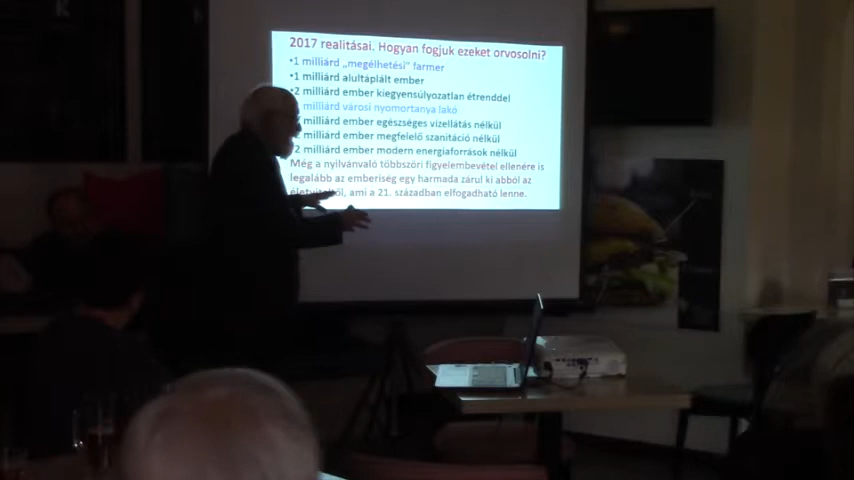 2017 realitásai. Hogyan fogjuk ezeket orvosolni?
•1 milliárd „megélhetési" farmer
•1 milliárd alultáplált ember
•2 milliárd ember kiegyensúlyozatlan étrenddel
milliárd városi nyomortanya lakó
milliárd ember egészséges vízellátás nélkül
2 milliárd ember megfelelő szanitáció nélkül
2 milliárd ember modern energiaforrások nélkül
Még a nyilvánvaló többszöri figyelembevétel ellenére is
legalább az emberiség egy harmada zárul ki abból az
ami a 21. században elfogadható lenne.